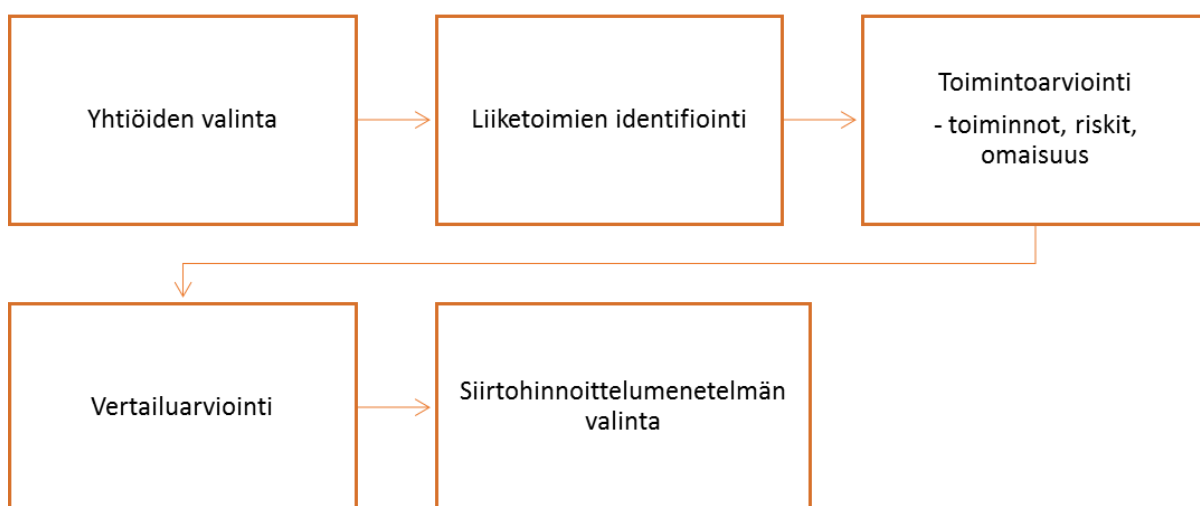 Yhtiöiden valinta
Liiketoimien identifiointi
Toimintoarviointi
- toiminnot, riskit,
omaisuus
Vertailuarviointi
Siirtohinnoittelumenetelmän
valinta